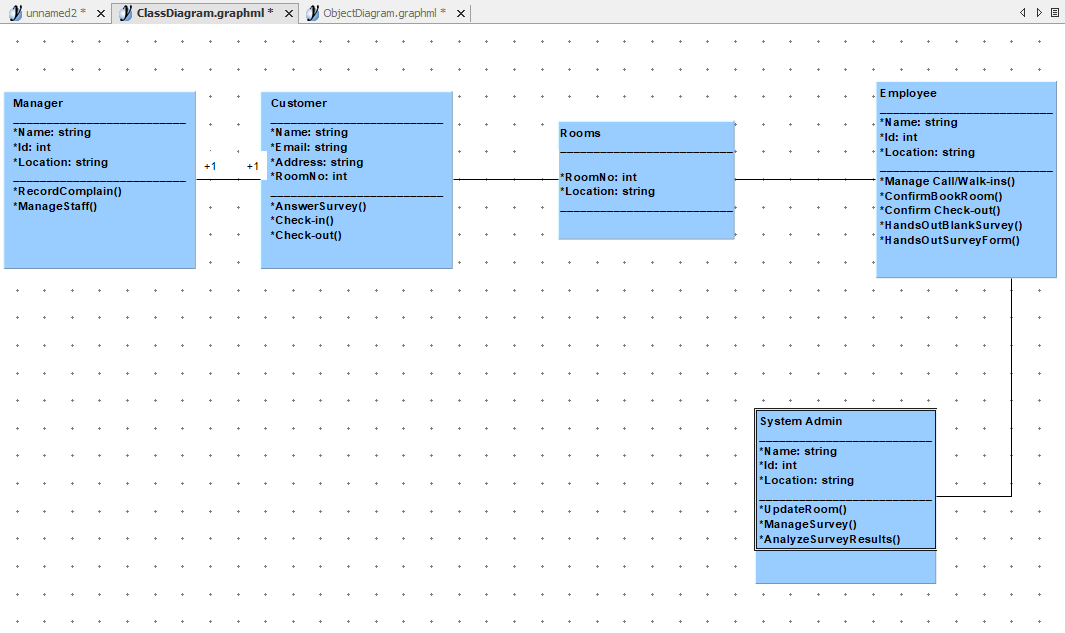 unnamed2 *
ClassDiagram.graphml *
ObjectDiagram.graphml *
Manager
*Name: string
*Id: int
*Location: string
*RecordComplain()
*ManageStaff()
+1
+1
Customer
*Name: string
*Email: string
*Address: string
*RoomNo: int
*AnswerSurvey()
*Check-in()
*Check-out()
Rooms
*RoomNo: int
*Location: string
Employee
*Name: string
*Id: int
*Location: string
*Manage Call/Walk-ins()
*ConfirmBookRoom()
*Confirm Check-out()
*HandsOutBlankSurvey()
*HandsOutSurveyForm()
System Admin
*Name: string
*Id: int
*Location: string
*UpdateRoom()
*ManageSurvey()
*AnalyzeSurveyResults()